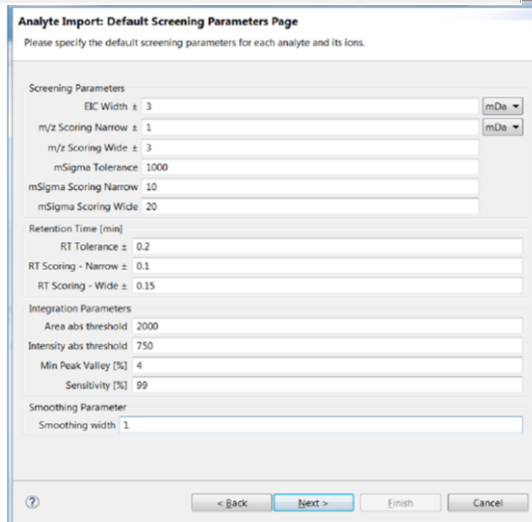 Analyte Import: Default Screening Parameters Page
Please specify the default screening parameters for each analyte and its ions.
Screening Parameters
EIC Width ± 3 mDa
m/z Scoring Narrow ± 1 mDa
m/z Scoring Wide ± 3
mSigma Tolerance 1000
mSigma Scoring Narrow 10
mSigma Scoring Wide 20
Retention Time [min]
RT Tolerance ± 0.2
RT Scoring - Narrow ± 0.1
RT Scoring - Wide ± 0.15
Integration Parameters
Area abs threshold 2000
Intensity abs threshold 750
Min Peak Valley [%] 4
Sensitivity [%] 99
Smoothing Parameter
Smoothing width 1
? < Back Next > Finish Cancel